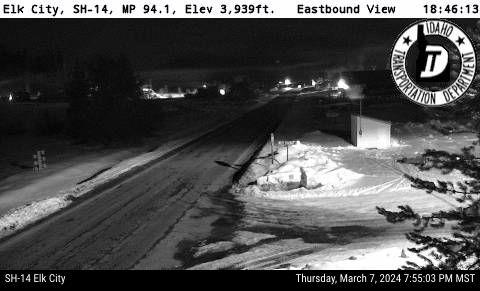 Elk City, SH-14, MP 94.1, Elev 3,939ft. Eastbound View 18:46:13
IDAHO
TRANSPORTATION DEPARTMENT
SH-14 Elk City Thursday, March 7, 2024 7:55:03 PM MST